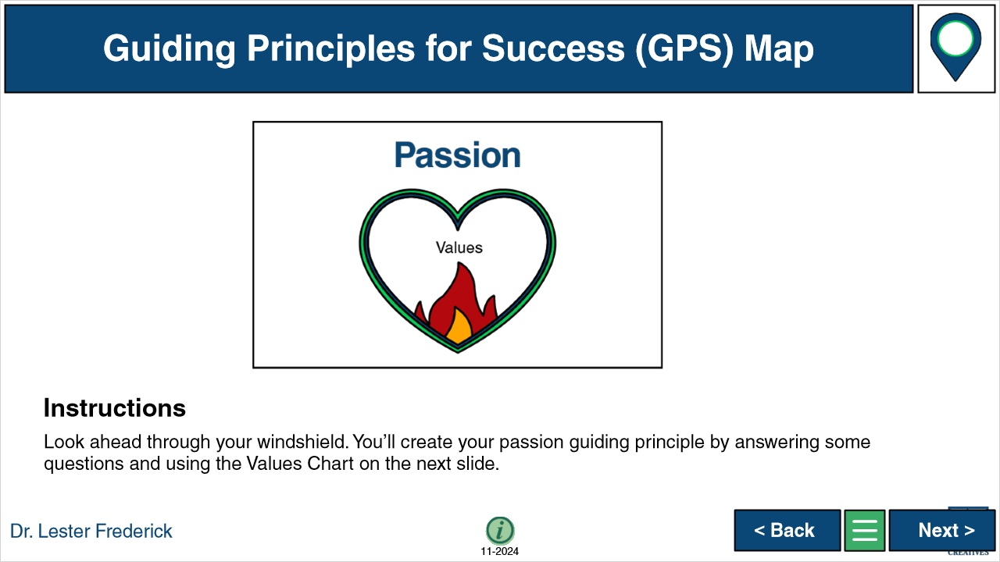 Guiding Principles for Success (GPS) Map
Passion
Values
Instructions
Look ahead through your windshield. You’ll create your passion guiding principle by answering some
questions and using the Values Chart on the next slide.
Dr. Lester Frederick
i
11-2024
< Back
Next >
CREATIVES